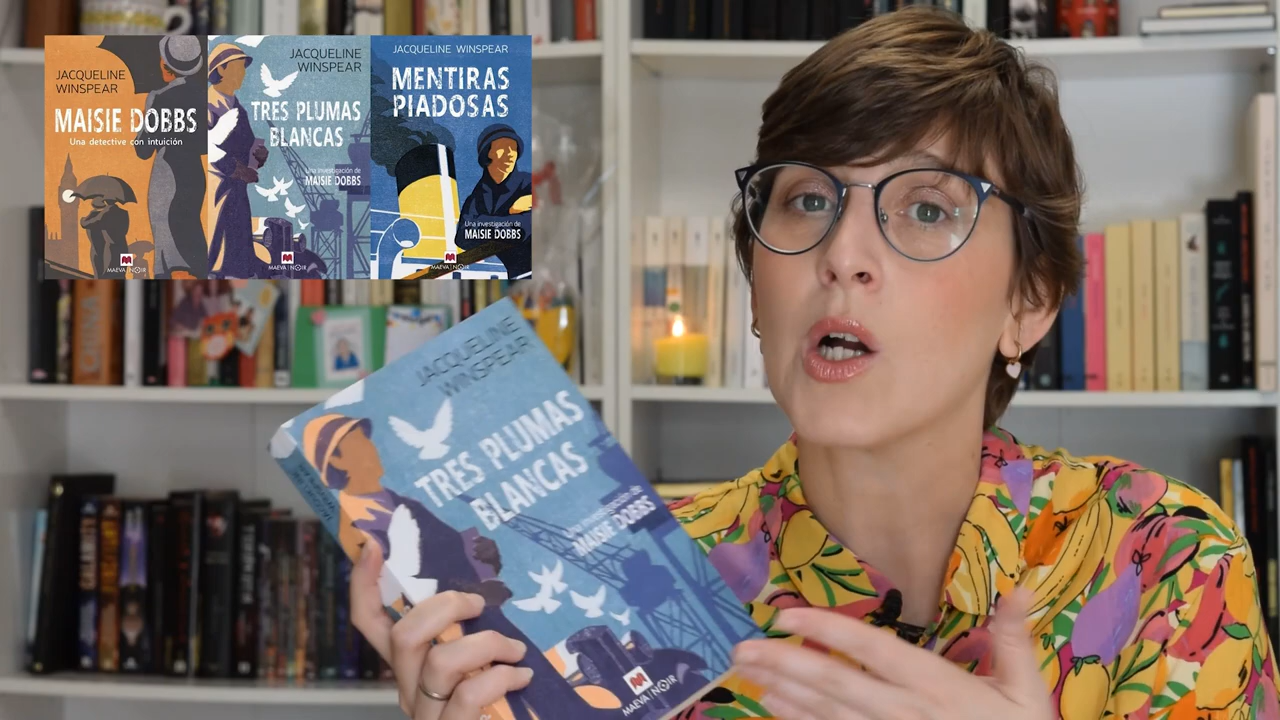 JACQUELINE
WINSPEAR
MAISIE DOBBS
Una detective con intuición
MAEVA | NOIR
JACQUELINE
WINSPEAR
TRES PLUMAS
BLANCAS
Una investigación de
MAISIE DOBBS
MAEVA | NOIR
JACQUELINE WINSPEAR
MENTIRAS
PIADOSAS
Una investigación de
MAISIE DOBBS
MAEVA | NOIR
JACQUELINE
WINSPEAR
TRES PLUMAS
BLANCAS
Una investigación de
MAISIE DOBBS
MAEVA | NOIR